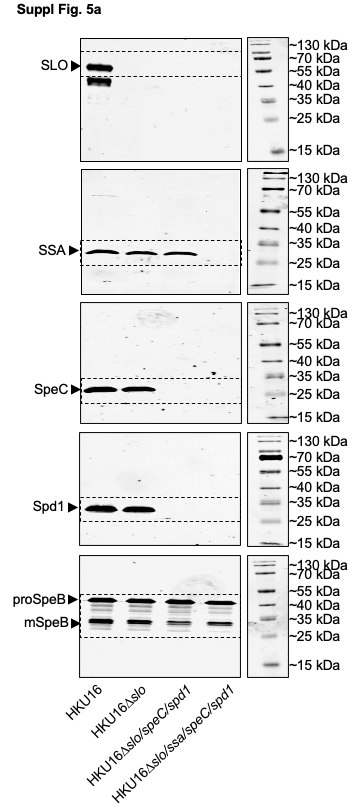 Suppl Fig. 5a
SLO
~130 kDa
~70 kDa
~55 kDa
~40 kDa
~35 kDa
~25 kDa
~15 kDa
SSA
~130 kDa
~70 kDa
~55 kDa
~40 kDa
~35 kDa
~25 kDa
~15 kDa
SpeC
~130 kDa
~70 kDa
~55 kDa
~40 kDa
~35 kDa
~25 kDa
~15 kDa
Spd1
~130 kDa
~70 kDa
~55 kDa
~40 kDa
~35 kDa
~25 kDa
~15 kDa
proSpeB
mSpeB
~130 kDa
~70 kDa
~55 kDa
~40 kDa
~35 kDa
~25 kDa
~15 kDa
HKU16
HKU16Δslo
HKU16Δslo/speC/spd1
HKU16Δslo/ssa/speC/spd1